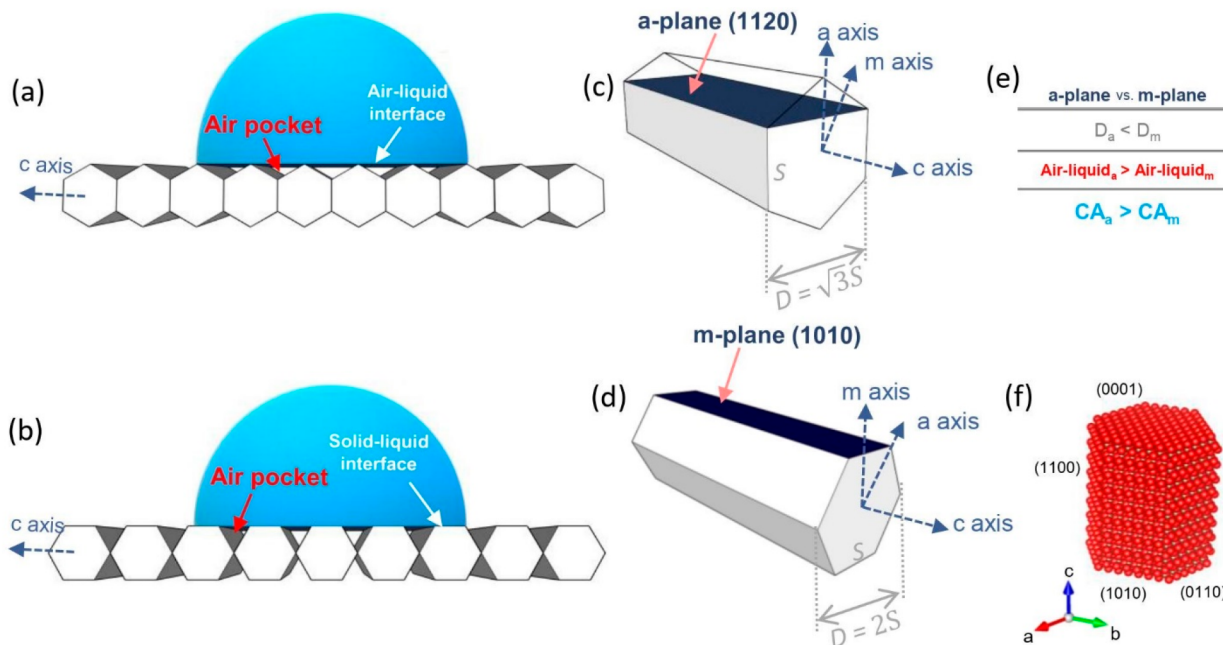 (a)
Air-liquid
interface
Air pocket
c axis
(b)
Solid-liquid
interface
Air pocket
c axis
(c)
a-plane (1120)
a axis
m axis
c axis
S
D = √3S
(d)
m-plane (1010)
m axis
a axis
c axis
S
D = 2S
(e)
a-plane vs. m-plane
Dₐ < Dₘ
Air-liquidₐ > Air-liquidₘ
CAₐ > CAₘ
(f)
(0001)
(1100)
(1010)
(0110)
c
a
b